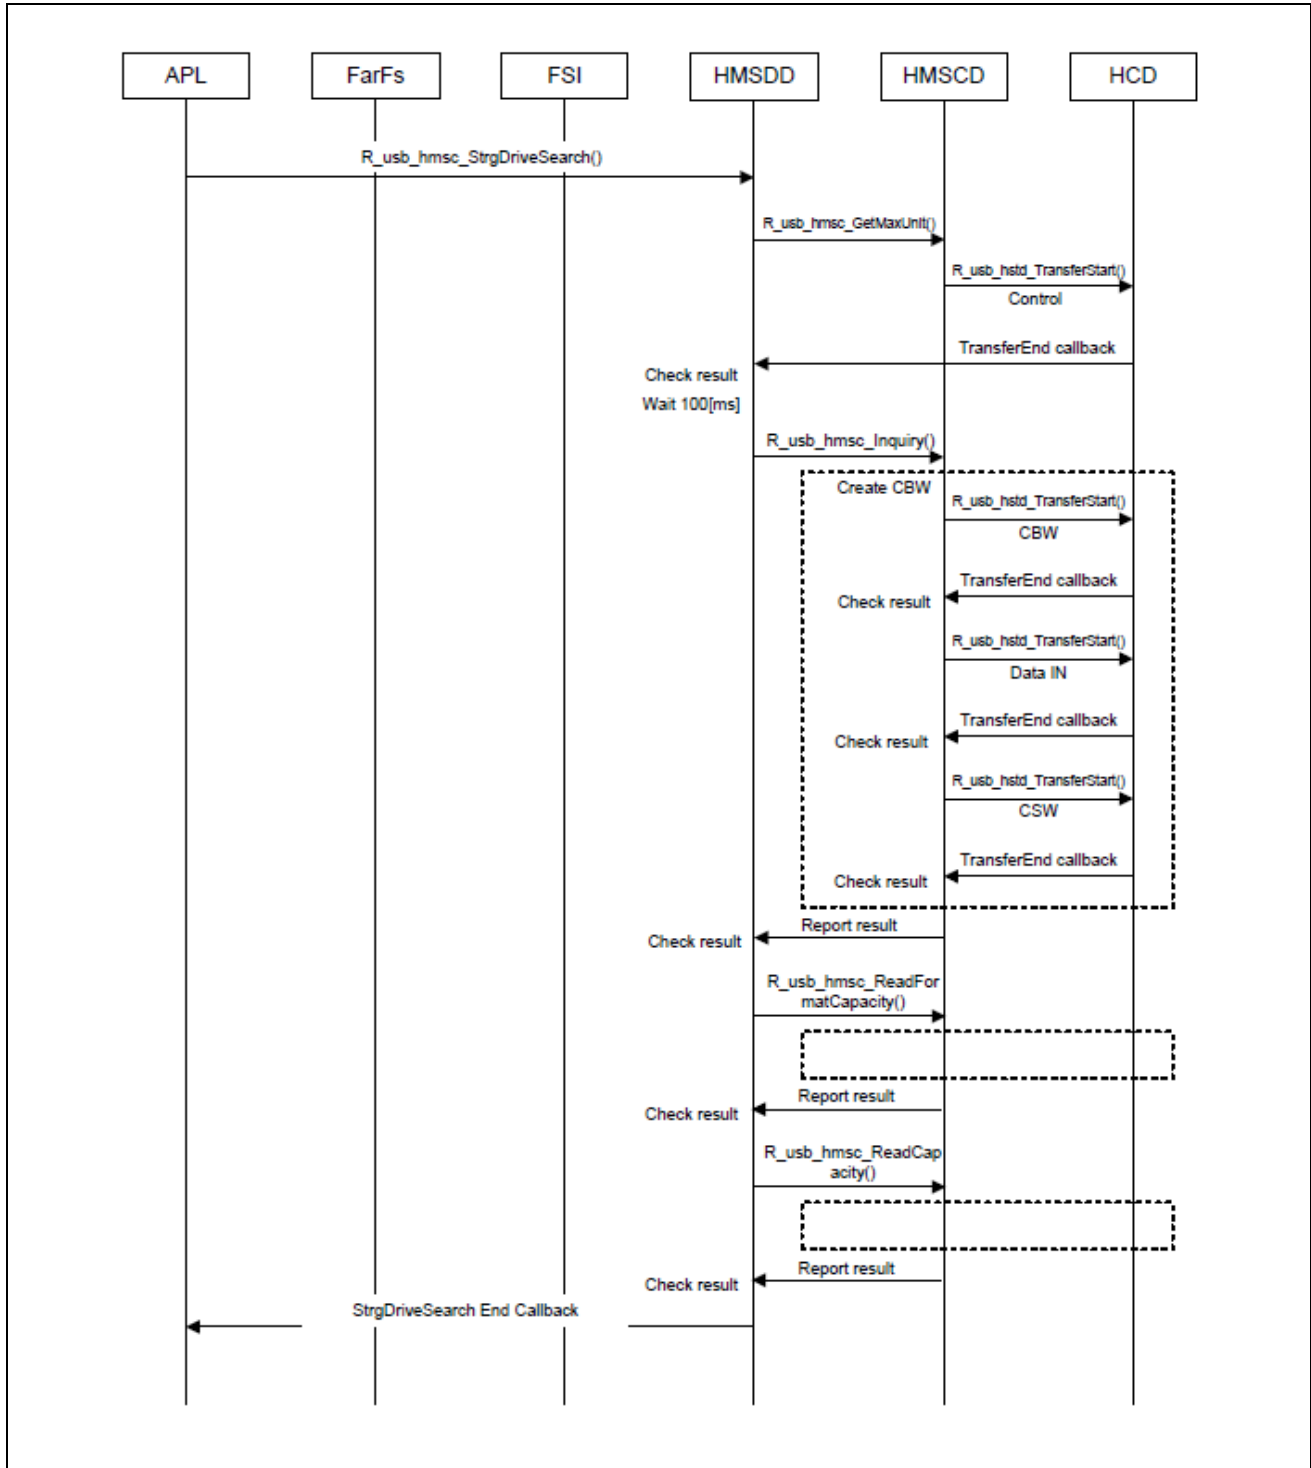 APL FarFs FSI HMSDD HMSCD HCD
R_usb_hmsc_StrgDriveSearch()
R_usb_hmsc_GetMaxUnit()
R_usb_hstd_TransferStart()
Control
TransferEnd callback
Check result
Wait 100[ms]
R_usb_hmsc_Inquiry()
Create CBW
R_usb_hstd_TransferStart()
CBW
TransferEnd callback
Check result
R_usb_hstd_TransferStart()
Data IN
TransferEnd callback
Check result
R_usb_hstd_TransferStart()
CSW
TransferEnd callback
Check result
Report result
Check result
R_usb_hmsc_ReadFor
matCapacity()
Report result
Check result
R_usb_hmsc_ReadCap
acity()
Report result
Check result
StrgDriveSearch End Callback